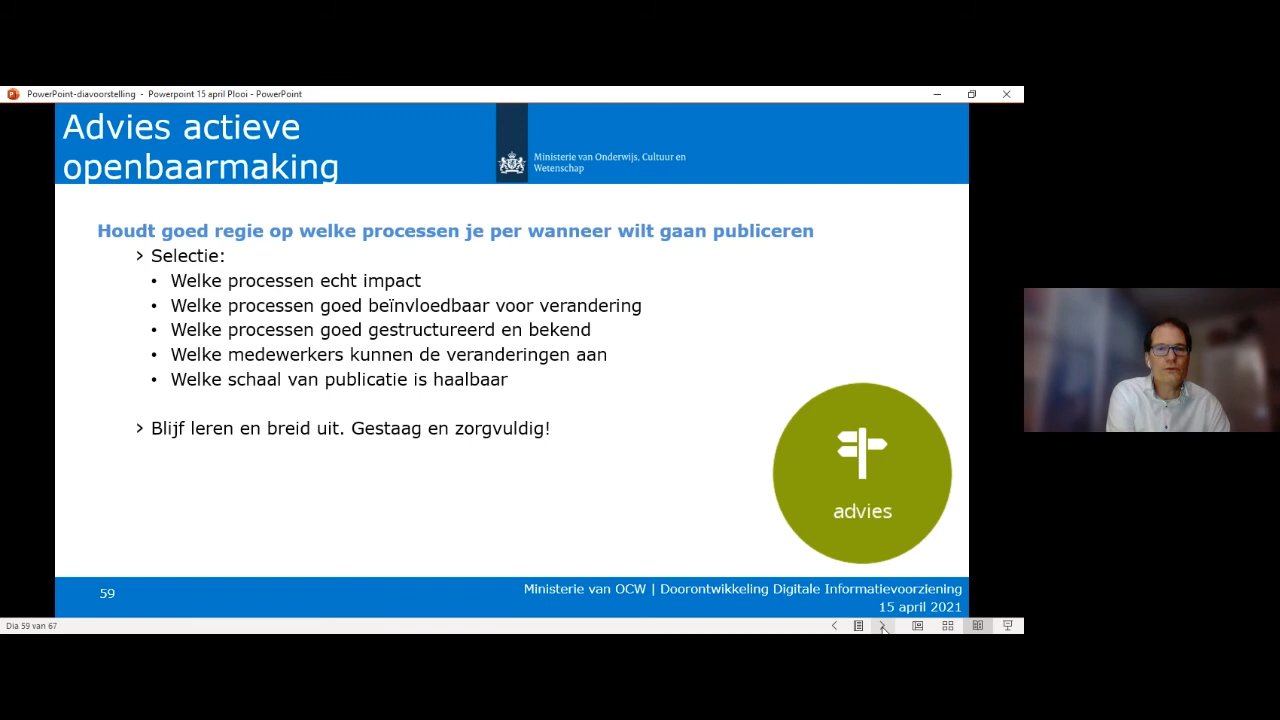 PowerPoint-diavoorstelling - Powerpoint 15 april Plooi - PowerPoint
Advies actieve
openbaarmaking
Ministerie van Onderwijs, Cultuur en
Wetenschap
Houdt goed regie op welke processen je per wanneer wilt gaan publiceren
› Selectie:
• Welke processen echt impact
• Welke processen goed beïnvloedbaar voor verandering
• Welke processen goed gestructureerd en bekend
• Welke medewerkers kunnen de veranderingen aan
• Welke schaal van publicatie is haalbaar
› Blijf leren en breid uit. Gestaag en zorgvuldig!
advies
59
Ministerie van OCW | Doorontwikkeling Digitale Informatievoorziening
15 april 2021
Dia 59 van 67